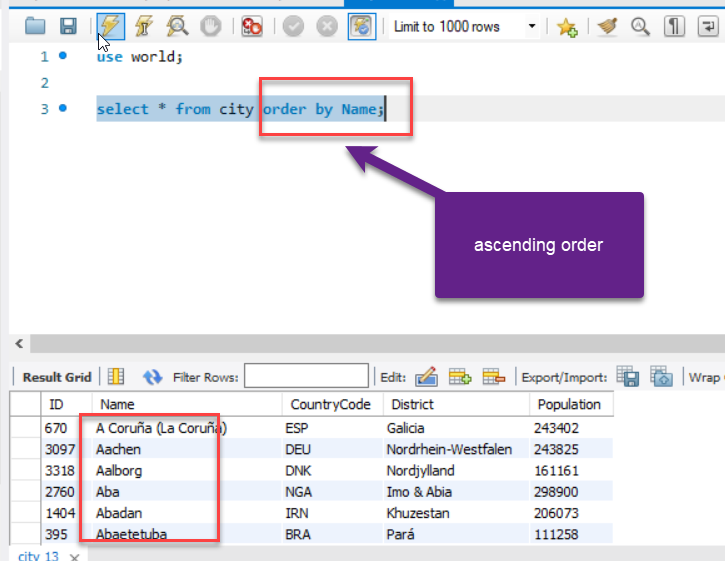 Limit to 1000 rows
1 use world;
2
3 select * from city order by Name;
ascending order
Result Grid Filter Rows: Edit: Export/Import: Wrap
ID Name CountryCode District Population
670 A Coruña (La Coruña) ESP Galicia 243402
3097 Aachen DEU Nordrhein-Westfalen 243825
3318 Aalborg DNK Nordjylland 161161
2760 Aba NGA Imo & Abia 298900
1404 Abadan IRN Khuzestan 206073
395 Abaetetuba BRA Pará 111258
city 13